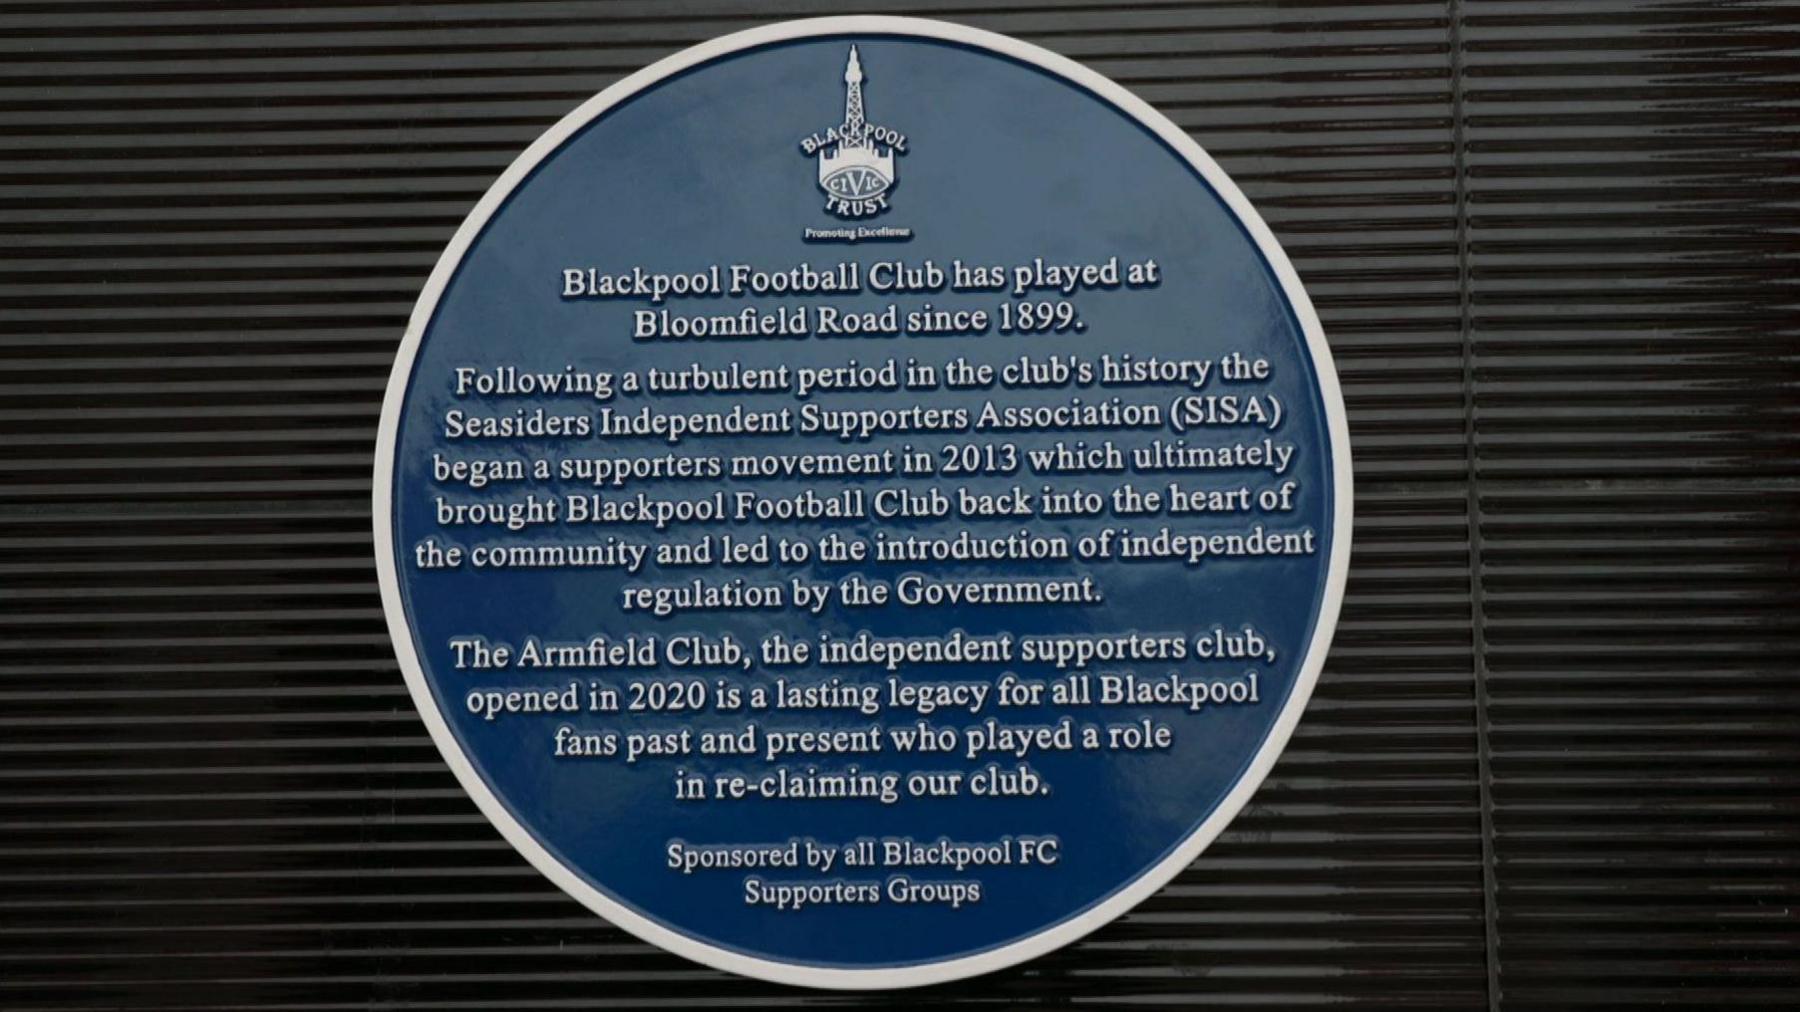 BLACKPOOL
CIVIC
TRUST
Promoting Excellence
Blackpool Football Club has played at
Bloomfield Road since 1899.
Following a turbulent period in the club's history the
Seasiders Independent Supporters Association (SISA)
began a supporters movement in 2013 which ultimately
brought Blackpool Football Club back into the heart of
the community and led to the introduction of independent
regulation by the Government.
The Armfield Club, the independent supporters club,
opened in 2020 is a lasting legacy for all Blackpool
fans past and present who played a role
in re-claiming our club.
Sponsored by all Blackpool FC
Supporters Groups